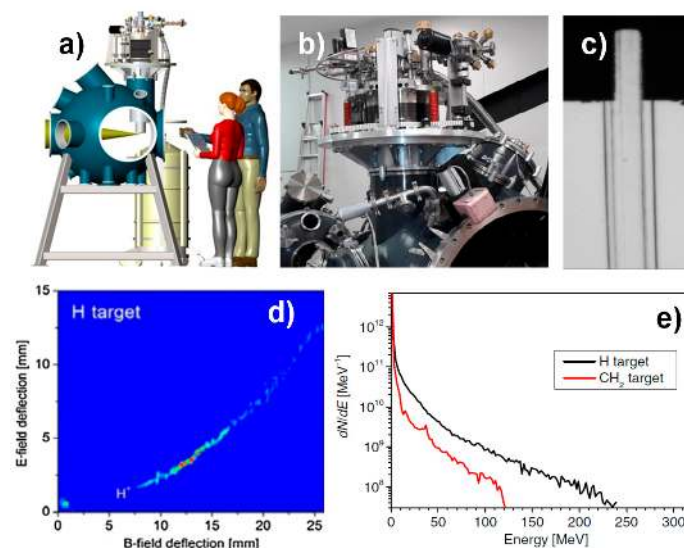 a)
b)
c)
d)
H target
15
10
5
0
E-field deflection [mm]
H⁺
0
5
10
15
20
25
B-field deflection [mm]
e)
H target
CH₂ target
10¹²
10¹¹
10¹⁰
10⁹
10⁸
dN/dE [MeV⁻¹]
0
50
100
150
200
250
300
Energy [MeV]